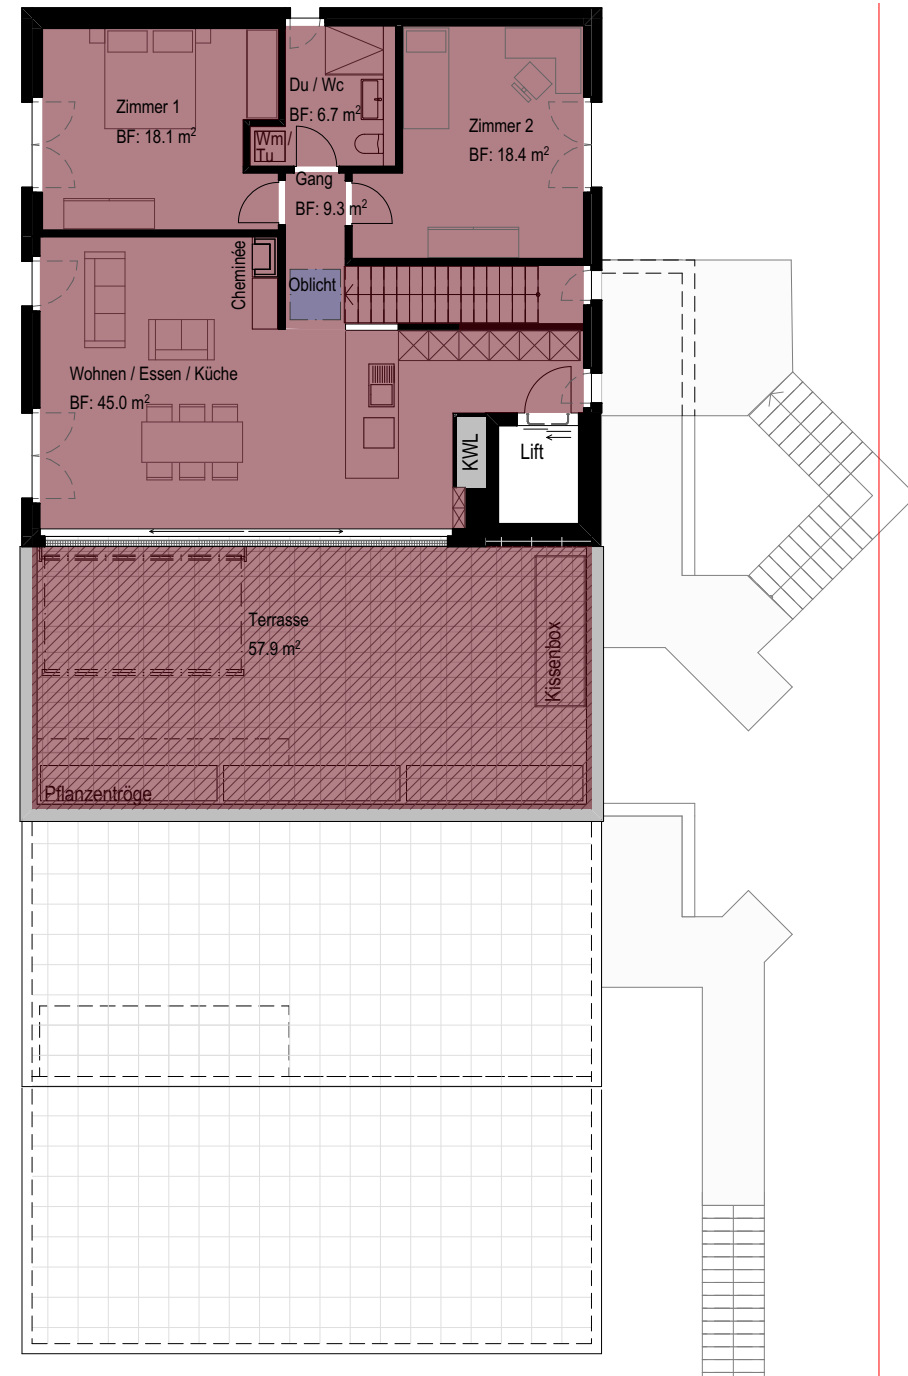 Du / Wc
BF: 6.7 m²
Zimmer 1
BF: 18.1 m²
Wm /
Tu
Zimmer 2
BF: 18.4 m²
Gang
BF: 9.3 m²
Cheminée
Oblicht
Wohnen / Essen / Küche
BF: 45.0 m²
KWL
Lift
Terrasse
57.9 m²
Kissenbox
Pflanzentröge